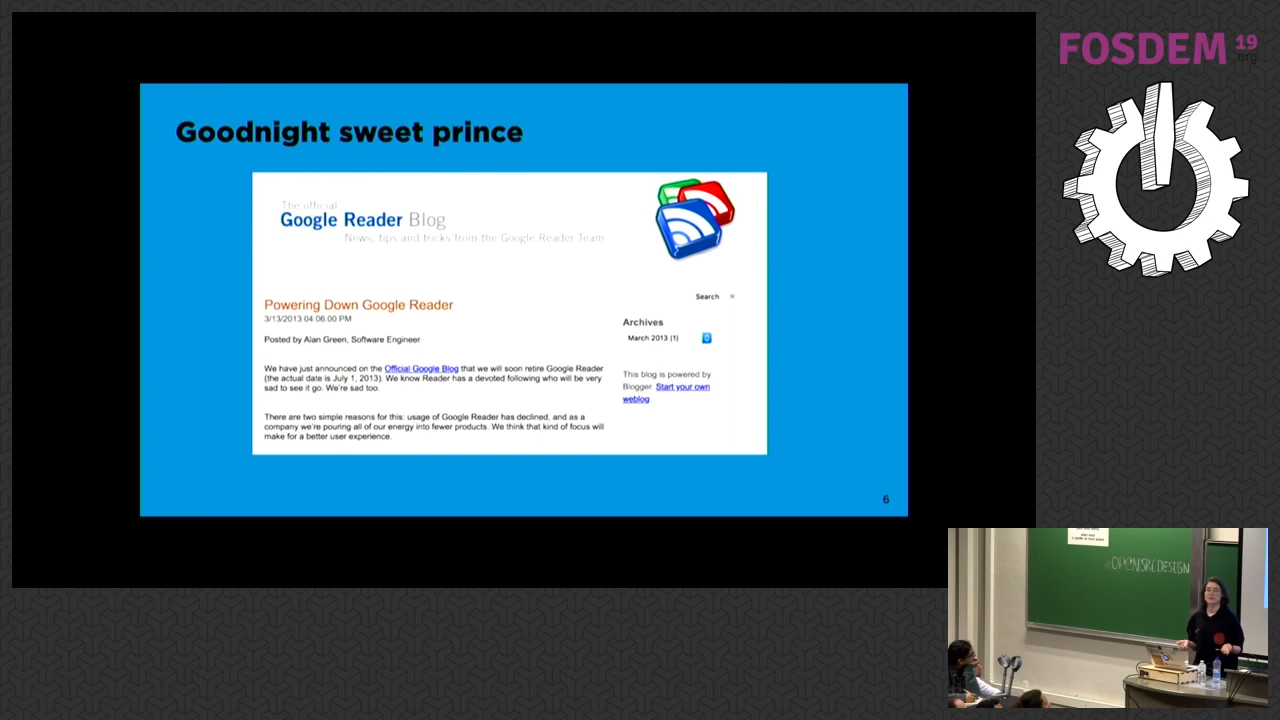 FOSDEM 19
.org
Goodnight sweet prince
The official
Google Reader Blog
News, tips and tricks from the Google Reader Team
Powering Down Google Reader
3/13/2013 04:06:00 PM
Posted by Alan Green, Software Engineer
We have just announced on the Official Google Blog that we will soon retire Google Reader
(the actual date is July 1, 2013). We know Reader has a devoted following who will be very
sad to see it go. We're sad too.
There are two simple reasons for this: usage of Google Reader has declined, and as a
company we're pouring all of our energy into fewer products. We think that kind of focus will
make for a better user experience.
Search ×
Archives
March 2013 (1)
This blog is powered by
Blogger. Start your own
weblog
6
#OPENSRCDESIGN